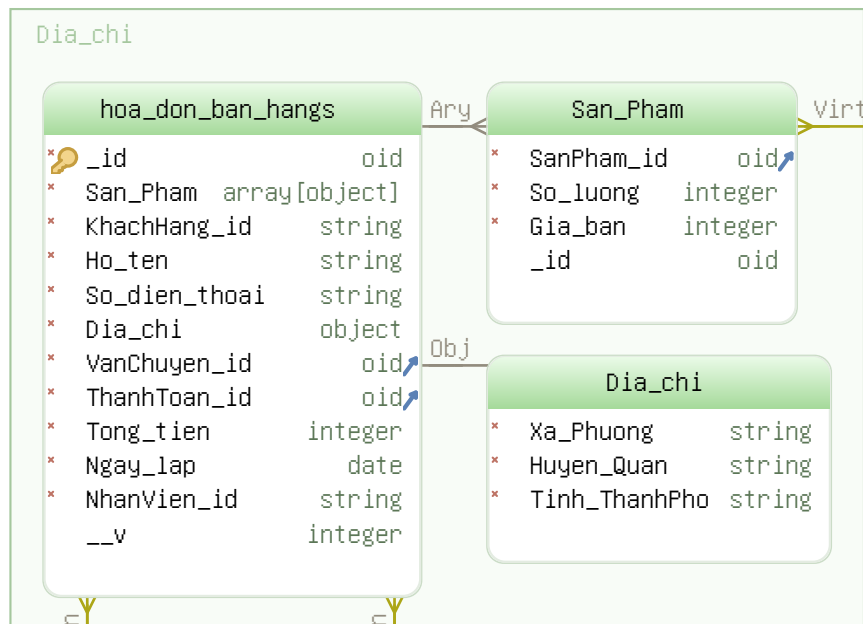 Dia_chi
hoa_don_ban_hangs
_id oid
San_Pham array[object]
KhachHang_id string
Ho_ten string
So_dien_thoai string
Dia_chi object
VanChuyen_id oid
ThanhToan_id oid
Tong_tien integer
Ngay_lap date
NhanVien_id string
__v integer
Ary
San_Pham
SanPham_id oid
So_luong integer
Gia_ban integer
_id oid
Virt
Obj
Dia_chi
Xa_Phuong string
Huyen_Quan string
Tinh_ThanhPho string